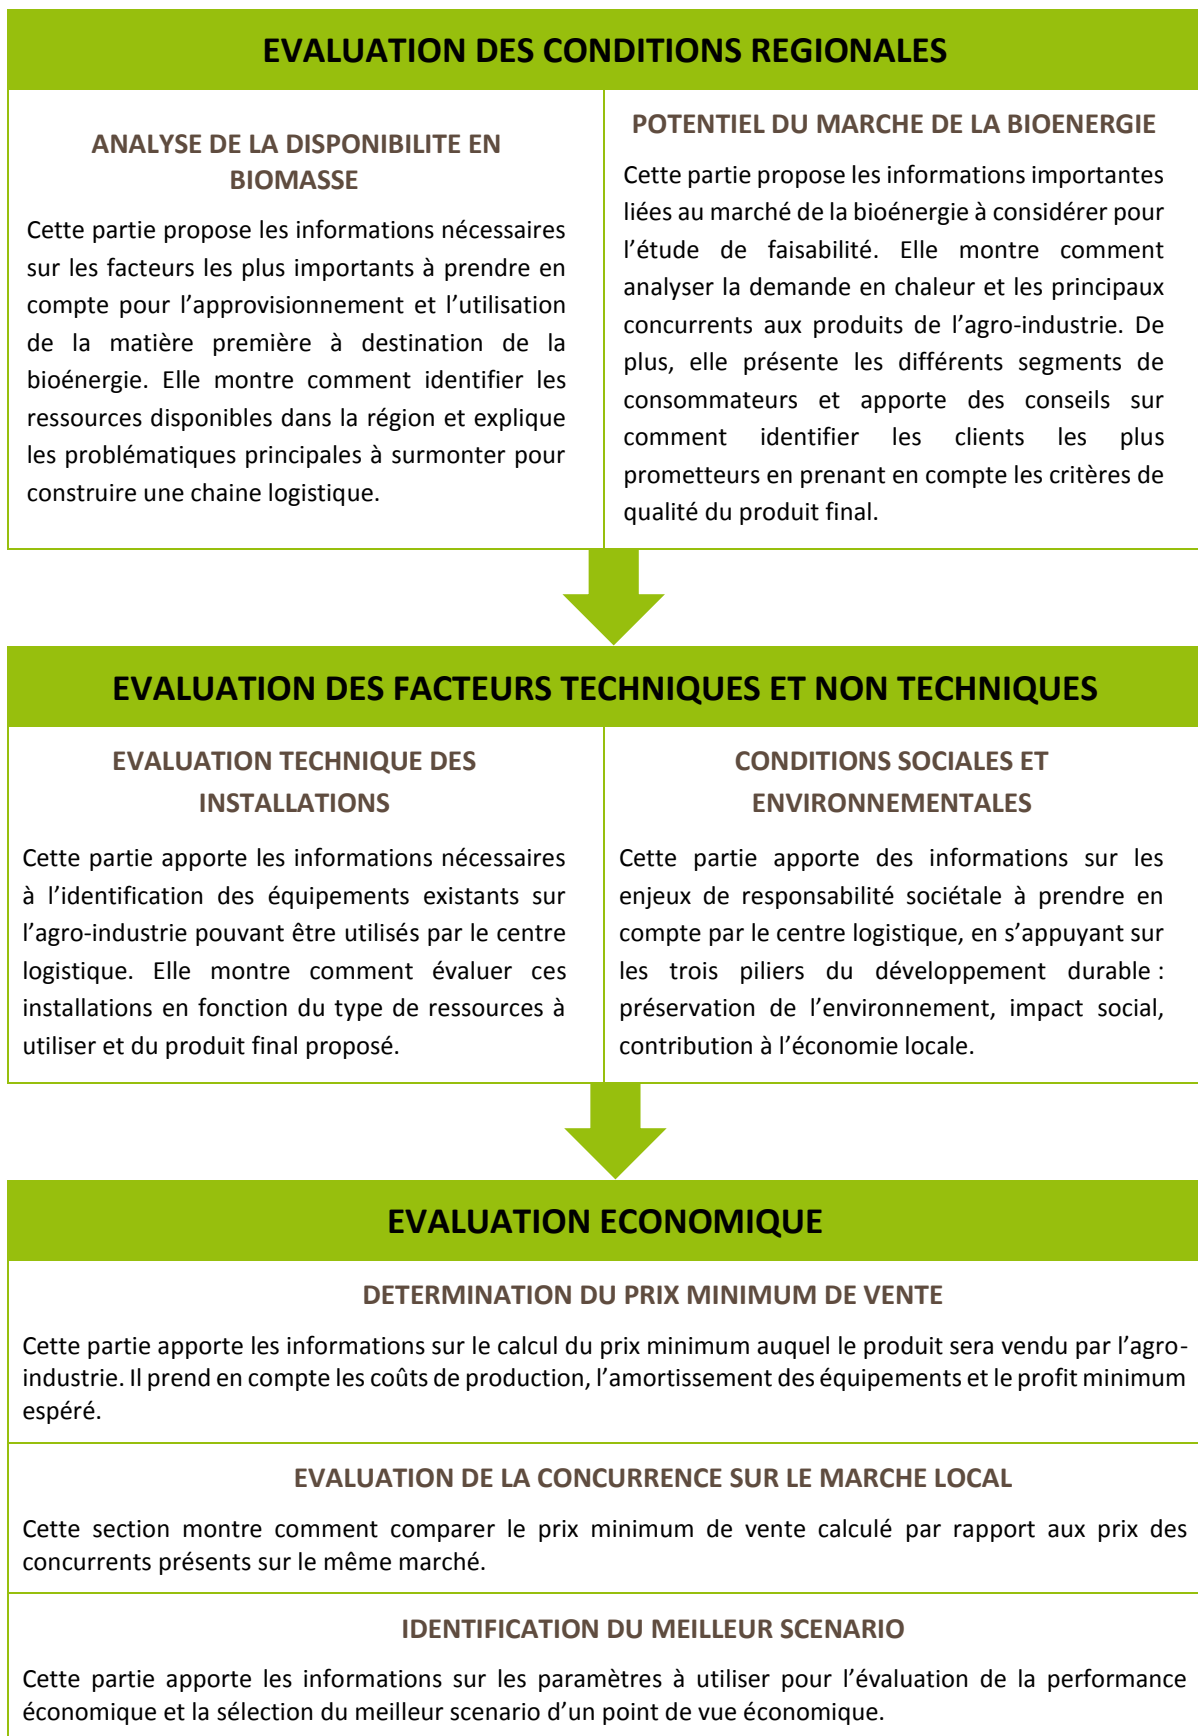 EVALUATION DES CONDITIONS REGIONALES
ANALYSE DE LA DISPONIBILITE EN
BIOMASSE
Cette partie propose les informations nécessaires
sur les facteurs les plus importants à prendre en
compte pour l’approvisionnement et l’utilisation
de la matière première à destination de la
bioénergie. Elle montre comment identifier les
ressources disponibles dans la région et explique
les problématiques principales à surmonter pour
construire une chaine logistique.
POTENTIEL DU MARCHE DE LA BIOENERGIE
Cette partie propose les informations importantes
liées au marché de la bioénergie à considérer pour
l’étude de faisabilité. Elle montre comment
analyser la demande en chaleur et les principaux
concurrents aux produits de l’agro-industrie. De
plus, elle présente les différents segments de
consommateurs et apporte des conseils sur
comment identifier les clients les plus
prometteurs en prenant en compte les critères de
qualité du produit final.
EVALUATION DES FACTEURS TECHNIQUES ET NON TECHNIQUES
EVALUATION TECHNIQUE DES
INSTALLATIONS
Cette partie apporte les informations nécessaires
à l’identification des équipements existants sur
l’agro-industrie pouvant être utilisés par le centre
logistique. Elle montre comment évaluer ces
installations en fonction du type de ressources à
utiliser et du produit final proposé.
CONDITIONS SOCIALES ET
ENVIRONNEMENTALES
Cette partie apporte des informations sur les
enjeux de responsabilité sociétale à prendre en
compte par le centre logistique, en s’appuyant sur
les trois piliers du développement durable :
préservation de l’environnement, impact social,
contribution à l’économie locale.
EVALUATION ECONOMIQUE
DETERMINATION DU PRIX MINIMUM DE VENTE
Cette partie apporte les informations sur le calcul du prix minimum auquel le produit sera vendu par l’agro-
industrie. Il prend en compte les coûts de production, l’amortissement des équipements et le profit minimum
espéré.
EVALUATION DE LA CONCURRENCE SUR LE MARCHE LOCAL
Cette section montre comment comparer le prix minimum de vente calculé par rapport aux prix des
concurrents présents sur le même marché.
IDENTIFICATION DU MEILLEUR SCENARIO
Cette partie apporte les informations sur les paramètres à utiliser pour l’évaluation de la performance
économique et la sélection du meilleur scenario d’un point de vue économique.